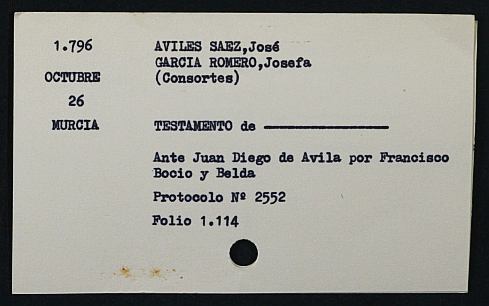 1.796
OCTUBRE
26
MURCIA
AVILES SAEZ,José
GARCIA ROMERO,Josefa
(Consortes)
TESTAMENTO de ————————
Ante Juan Diego de Avila por Francisco
Bocio y Belda
Protocolo Nº 2552
Folio 1.114